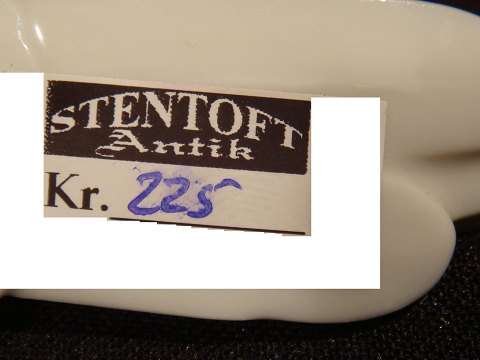 STENTOFT
Antik
Kr. 225